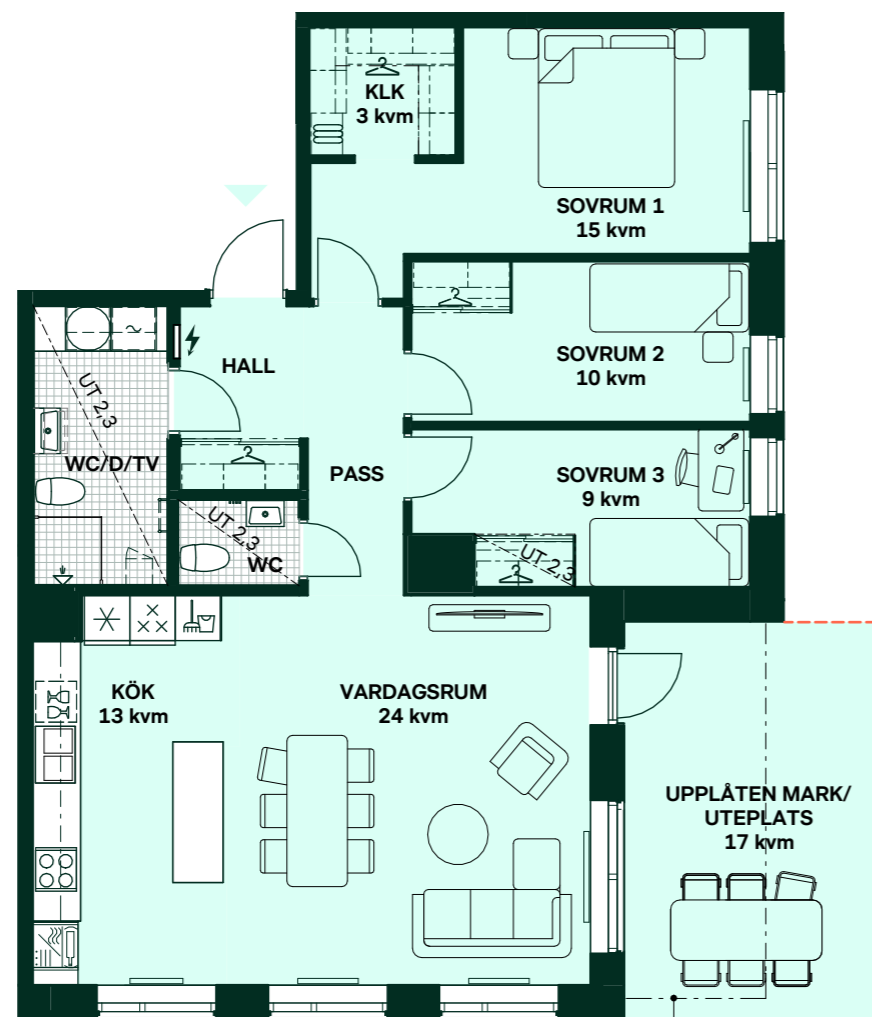 KLK
3 kvm
SOVRUM 1
15 kvm
SOVRUM 2
10 kvm
HALL
UT 2,3
WC/D/TV
PASS
SOVRUM 3
9 kvm
UT 2,3
WC
UT 2,3
KÖK
13 kvm
VARDAGSRUM
24 kvm
UPPLÅTEN MARK/
UTEPLATS
17 kvm